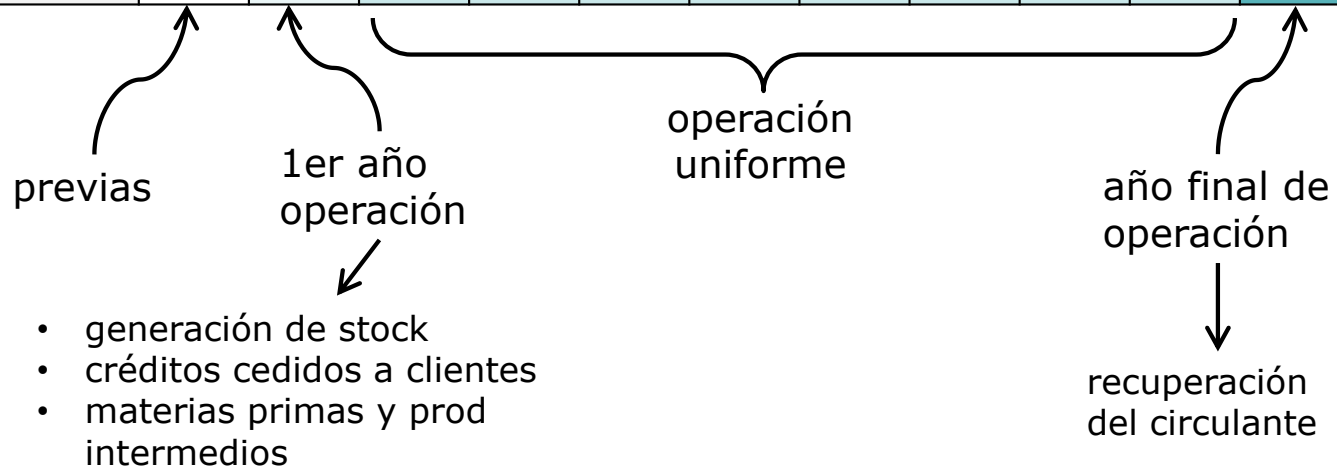 previas
1er año
operación
• generación de stock
• créditos cedidos a clientes
• materias primas y prod
intermedios
operación
uniforme
año final de
operación
recuperación
del circulante